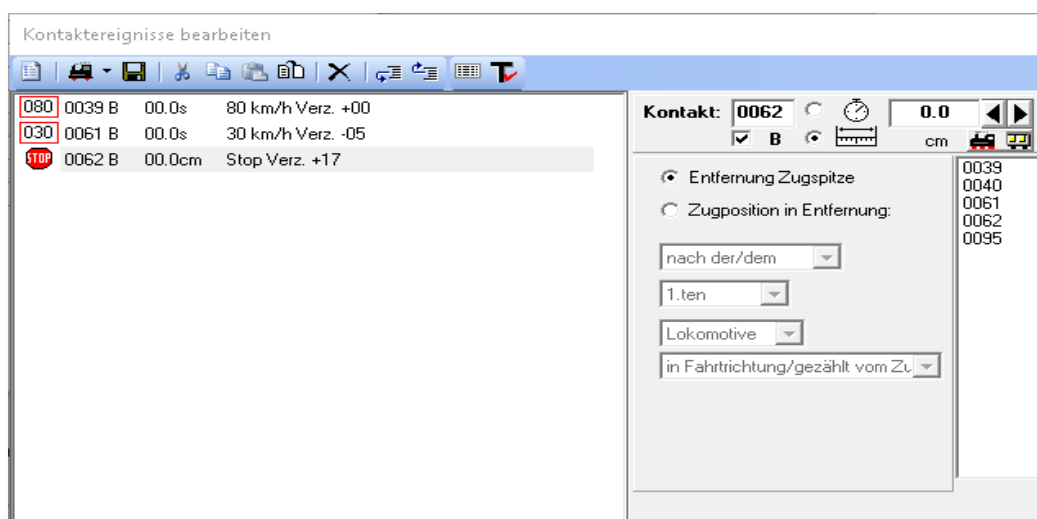 Kontaktereignisse bearbeiten
080 0039 B 00.0s 80 km/h Verz. +00
030 0061 B 00.0s 30 km/h Verz. -05
STOP 0062 B 00.0cm Stop Verz. +17
Kontakt: 0062 0.0
B cm
Entfernung Zugspitze
Zugposition in Entfernung:
nach der/dem
1.ten
Lokomotive
in Fahrtrichtung/gezählt vom Zu
0039
0040
0061
0062
0095